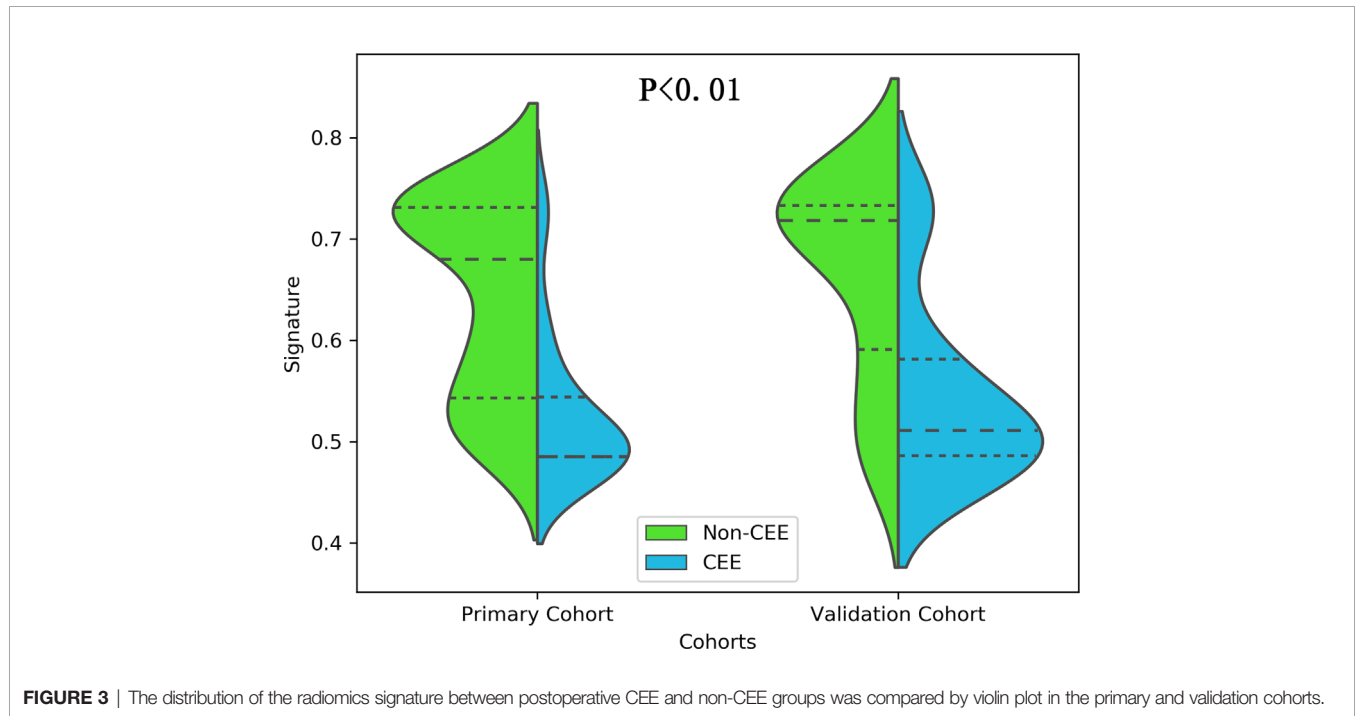 P<0.01
0.8
0.7
0.6
0.5
0.4
Signature
Non-CEE
CEE
Primary Cohort
Validation Cohort
Cohorts
FIGURE 3 | The distribution of the radiomics signature between postoperative CEE and non-CEE groups was compared by violin plot in the primary and validation cohorts.